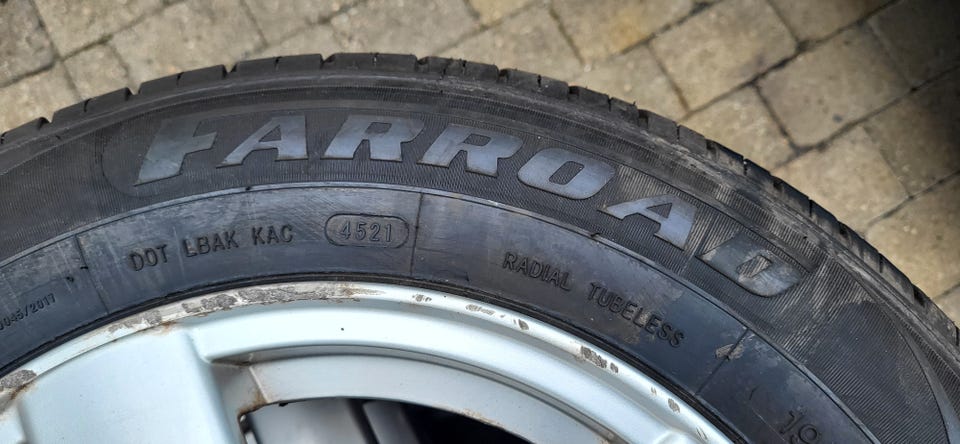 FARROAD
DOT LBAK KAC 4521
RADIAL TUBELESS